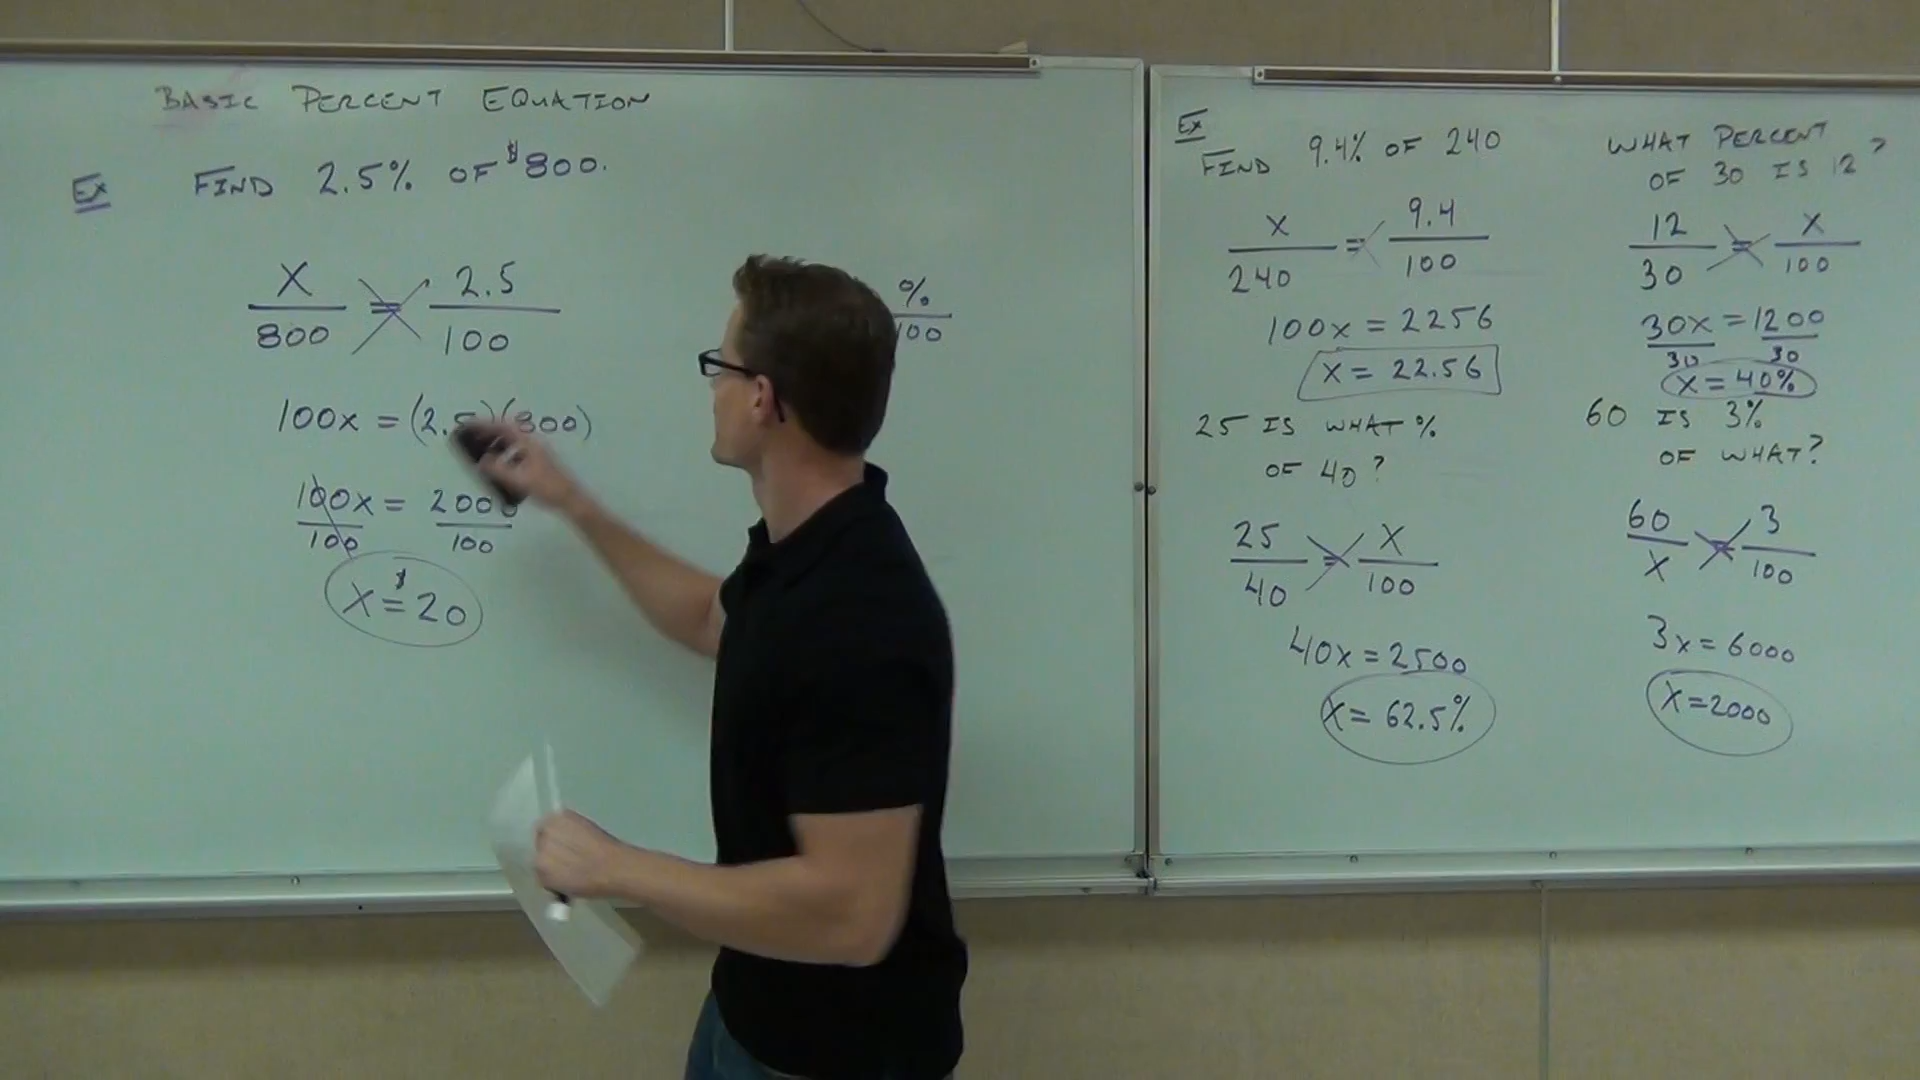 BASIC PERCENT EQUATION
Ex FIND 2.5% OF $800.
X/800 = 2.5/100
%/100
100x = (2.5)(800)
100x/100 = 2000/100
X = $20
Ex
FIND 9.4% OF 240
X/240 = 9.4/100
100x = 2256
X = 22.56
25 IS WHAT %
OF 40?
25/40 = X/100
40x = 2500
X = 62.5%
WHAT PERCENT
OF 30 IS 12?
12/30 = X/100
30x/30 = 1200/30
X = 40%
60 IS 3%
OF WHAT?
60/X = 3/100
3x = 6000
X = 2000